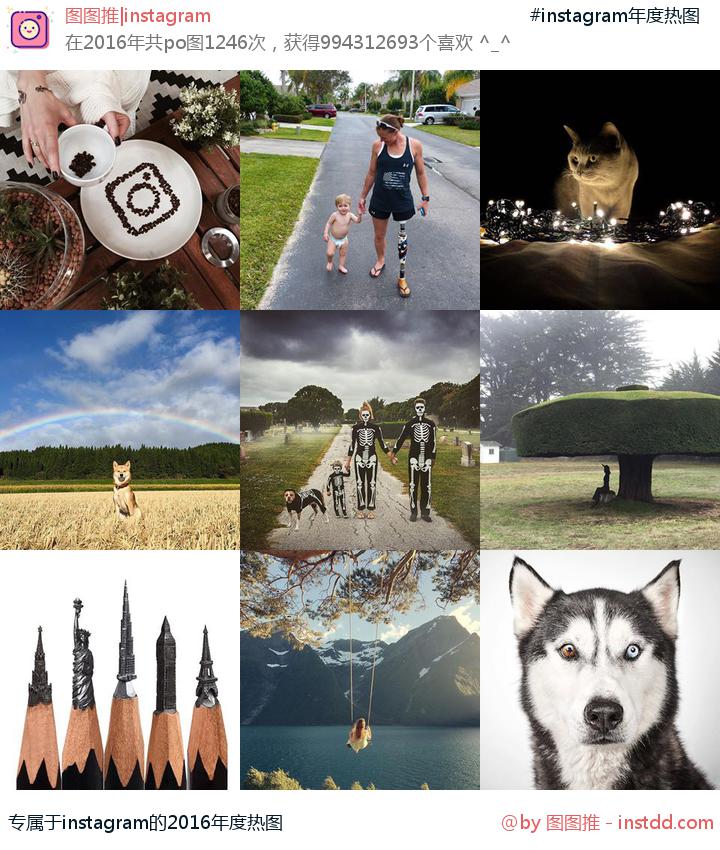 图图推|instagram
#instagram年度热图
在2016年共po图1246次，获得994312693个喜欢 ^_^
专属于instagram的2016年度热图
@by 图图推 - instdd.com